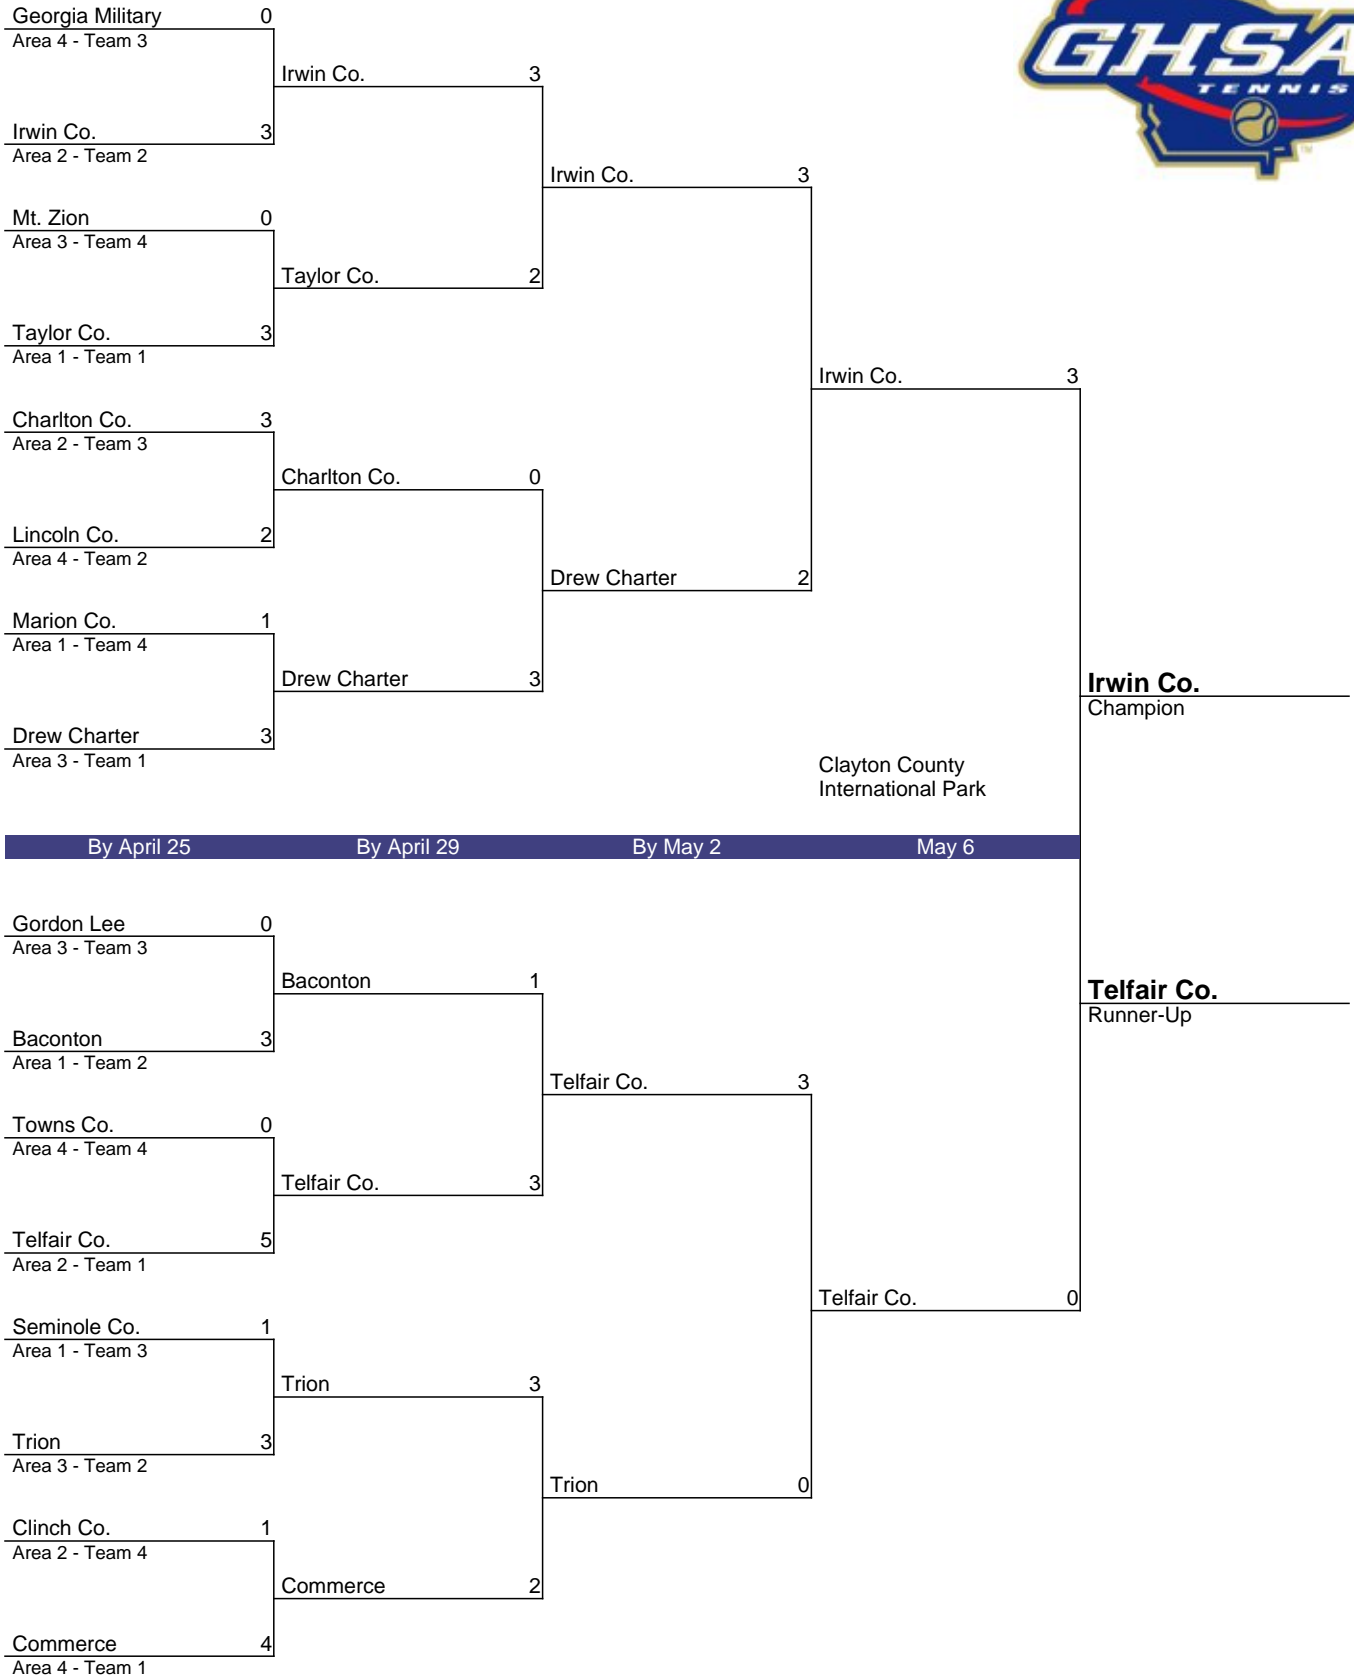 GHSA
TENNIS
TM
Georgia Military 0
Area 4 - Team 3
Irwin Co. 3
Irwin Co. 3
Area 2 - Team 2
Irwin Co. 3
Mt. Zion 0
Area 3 - Team 4
Taylor Co. 2
Taylor Co. 3
Area 1 - Team 1
Irwin Co. 3
Charlton Co. 3
Area 2 - Team 3
Charlton Co. 0
Lincoln Co. 2
Area 4 - Team 2
Drew Charter 2
Marion Co. 1
Area 1 - Team 4
Drew Charter 3
Irwin Co.
Champion
Drew Charter 3
Area 3 - Team 1
Clayton County
International Park
By April 25 By April 29 By May 2 May 6
Gordon Lee 0
Area 3 - Team 3
Baconton 1
Telfair Co.
Runner-Up
Baconton 3
Area 1 - Team 2
Telfair Co. 3
Towns Co. 0
Area 4 - Team 4
Telfair Co. 3
Telfair Co. 5
Area 2 - Team 1
Telfair Co. 0
Seminole Co. 1
Area 1 - Team 3
Trion 3
Trion 3
Area 3 - Team 2
Trion 0
Clinch Co. 1
Area 2 - Team 4
Commerce 2
Commerce 4
Area 4 - Team 1